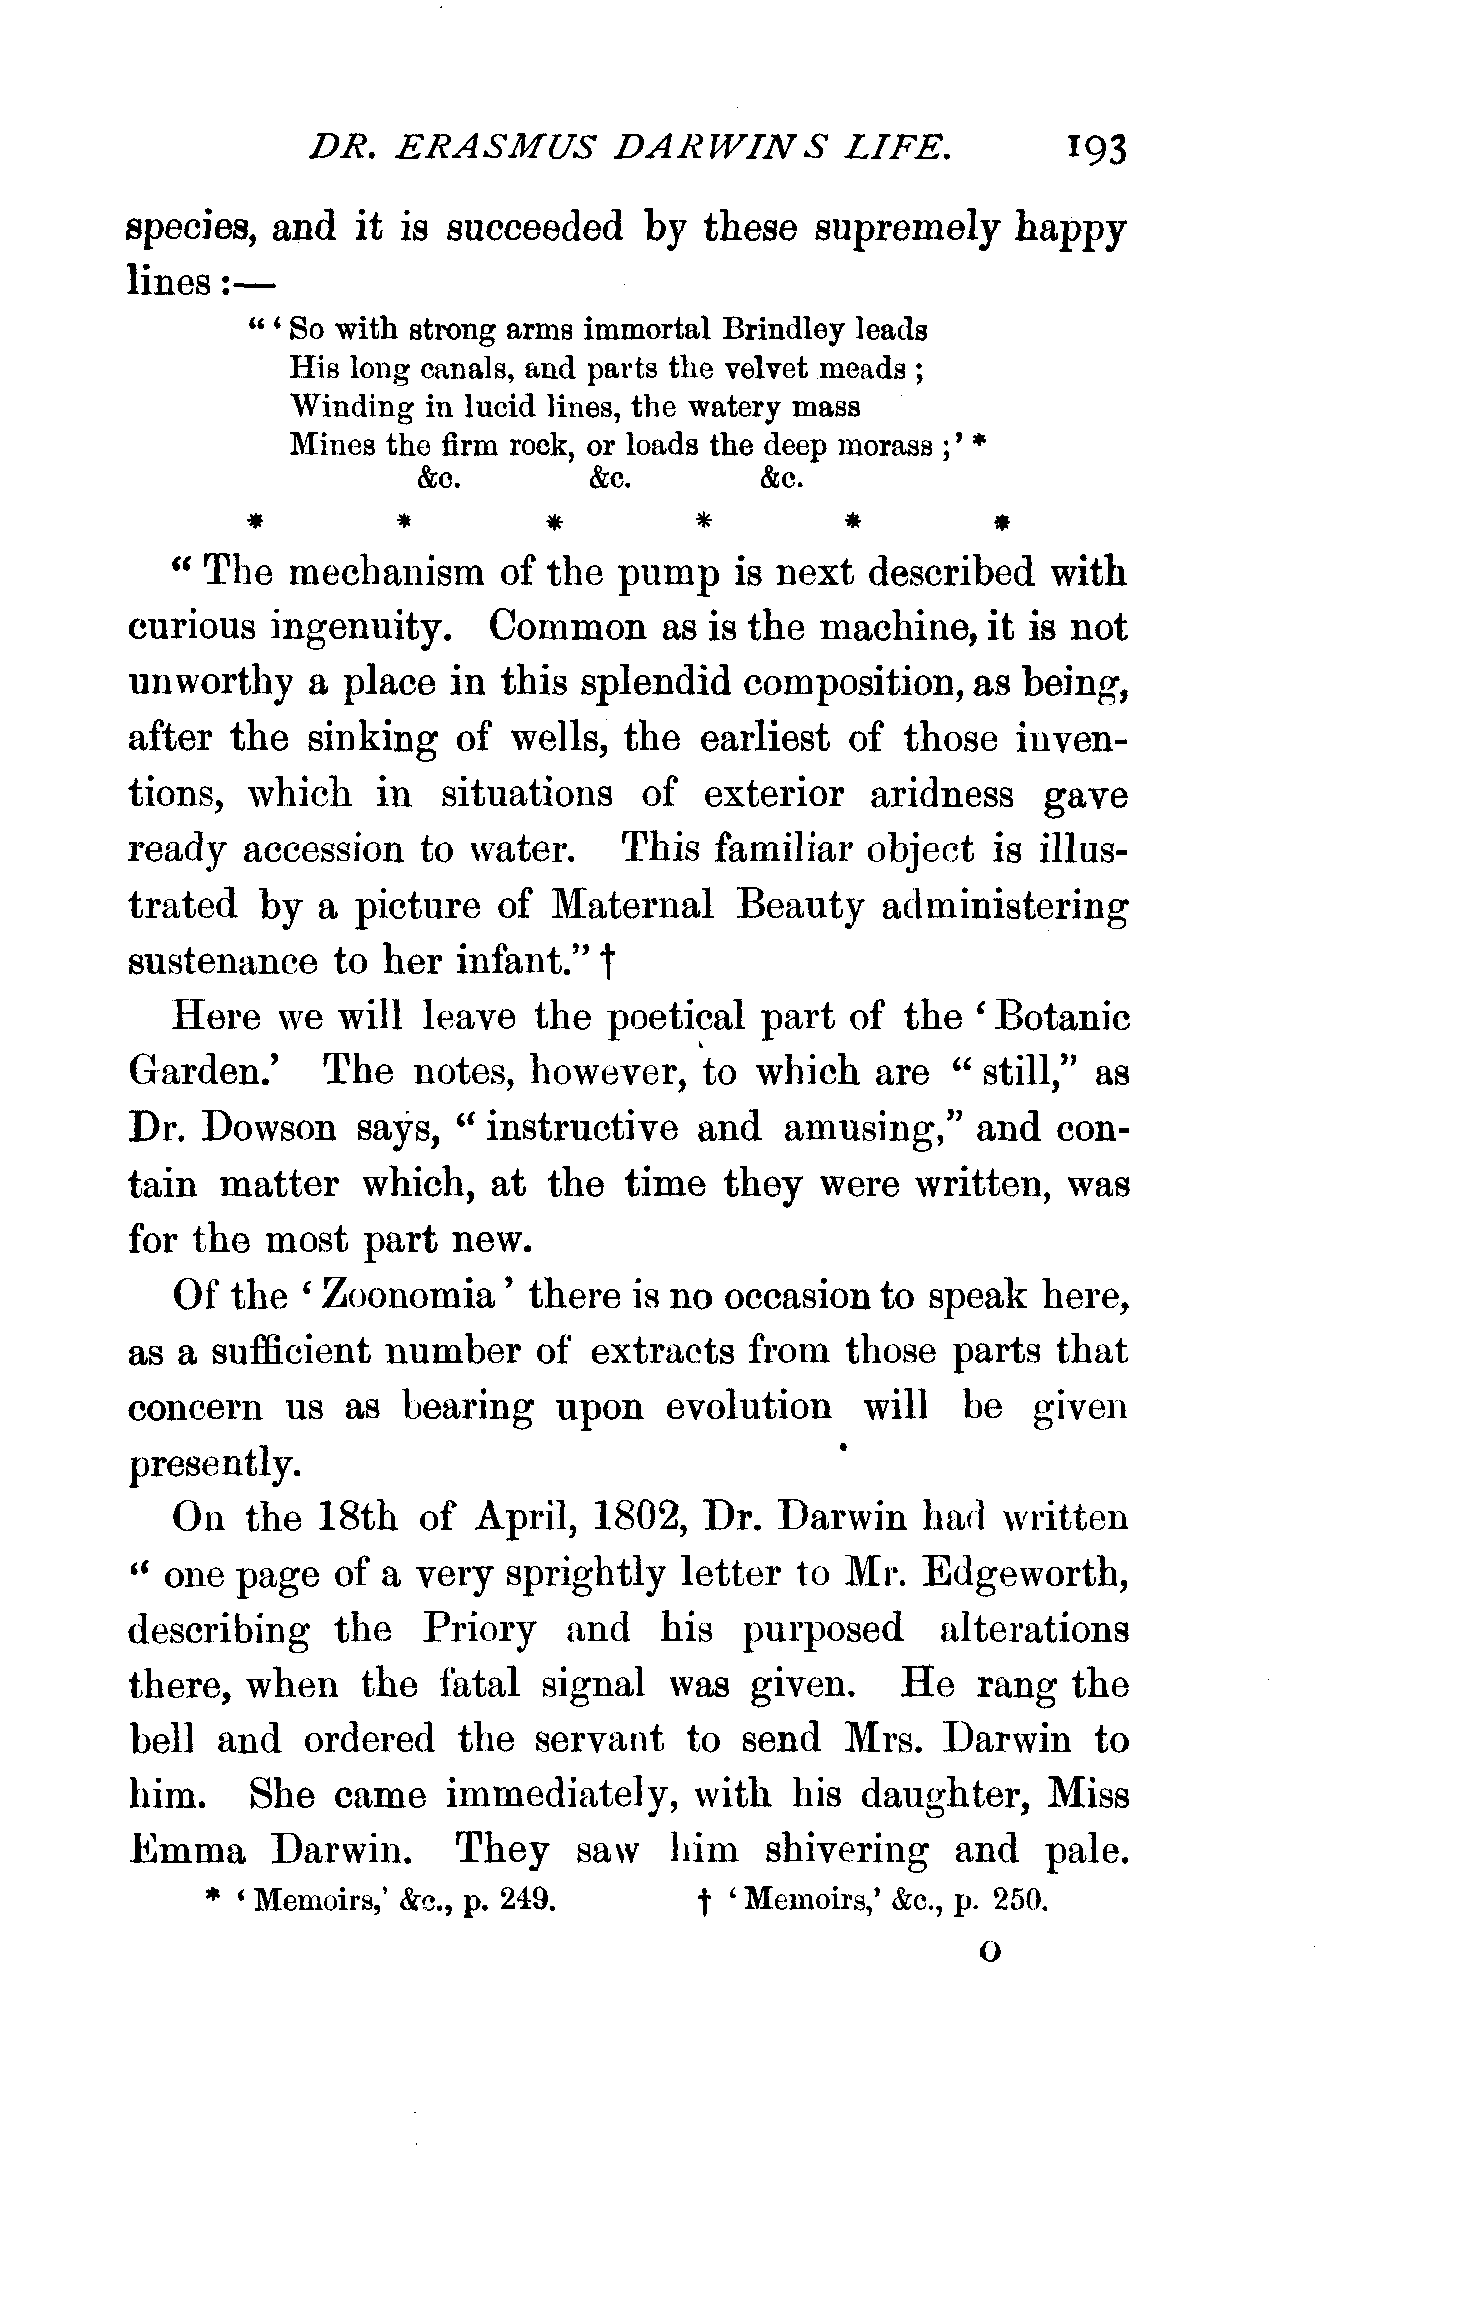 DR. ERASMUS DARWIN S LIFE. 193
species, and it is succeeded by these supremely happy
lines :—
“ ‘ So with strong arms immortal Brindley leads
His long canals, and parts the velvet meads ;
Winding in lucid lines, the watery mass
Mines the firm rock, or loads the deep morass ;’ *
&c. &c. &c.
* * * * * *
“ The mechanism of the pump is next described with
curious ingenuity. Common as is the machine, it is not
unworthy a place in this splendid composition, as being,
after the sinking of wells, the earliest of those inven-
tions, which in situations of exterior aridness gave
ready accession to water. This familiar object is illus-
trated by a picture of Maternal Beauty administering
sustenance to her infant.” †
Here we will leave the poetical part of the ‘ Botanic
Garden.’ The notes, however, to which are “ still,” as
Dr. Dowson says, “ instructive and amusing,” and con-
tain matter which, at the time they were written, was
for the most part new.
Of the ‘ Zoonomia ’ there is no occasion to speak here,
as a sufficient number of extracts from those parts that
concern us as bearing upon evolution will be given
presently.
On the 18th of April, 1802, Dr. Darwin had written
“ one page of a very sprightly letter to Mr. Edgeworth,
describing the Priory and his purposed alterations
there, when the fatal signal was given. He rang the
bell and ordered the servant to send Mrs. Darwin to
him. She came immediately, with his daughter, Miss
Emma Darwin. They saw him shivering and pale.
* ‘ Memoirs,’ &c., p. 249. † ‘ Memoirs,’ &c., p. 250.
O